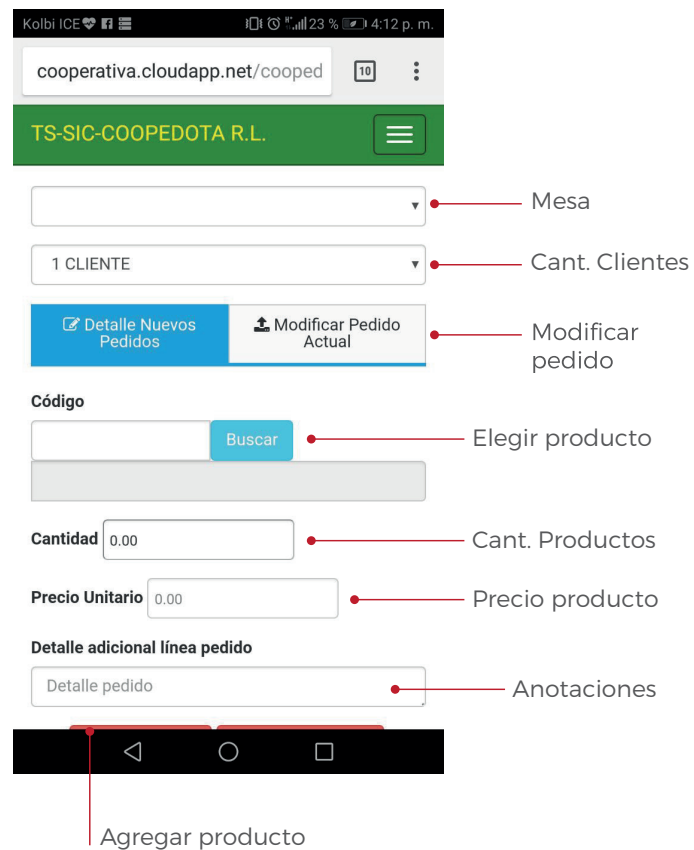 Kolbi ICE 23 % 4:12 p. m.
cooperativa.cloudapp.net/cooped 10
TS-SIC-COOPEDOTA R.L.
Mesa
1 CLIENTE
Cant. Clientes
Detalle Nuevos
Pedidos
Modificar Pedido
Actual
Modificar
pedido
Código
Buscar
Elegir producto
Cantidad 0.00
Cant. Productos
Precio Unitario 0.00
Precio producto
Detalle adicional línea pedido
Detalle pedido
Anotaciones
Agregar producto